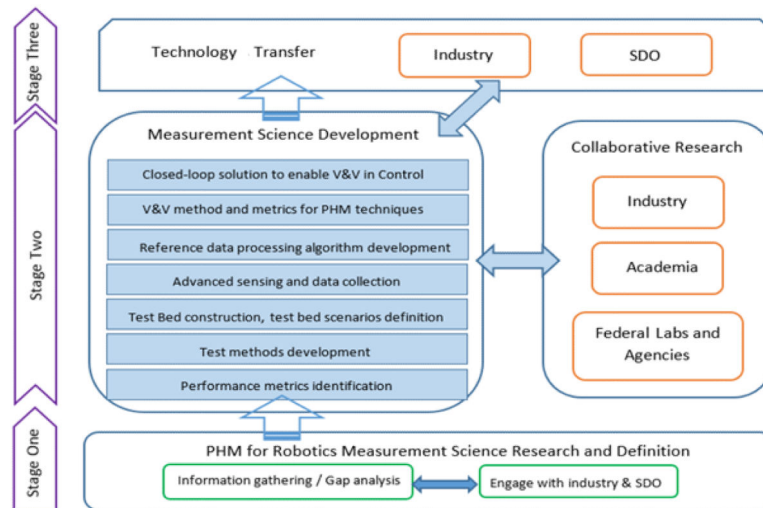 Stage Three
Technology Transfer
Industry
SDO
Stage Two
Measurement Science Development
Closed-loop solution to enable V&V in Control
V&V method and metrics for PHM techniques
Reference data processing algorithm development
Advanced sensing and data collection
Test Bed construction, test bed scenarios definition
Test methods development
Performance metrics identification
Collaborative Research
Industry
Academia
Federal Labs and
Agencies
Stage One
PHM for Robotics Measurement Science Research and Definition
Information gathering / Gap analysis
Engage with industry & SDO